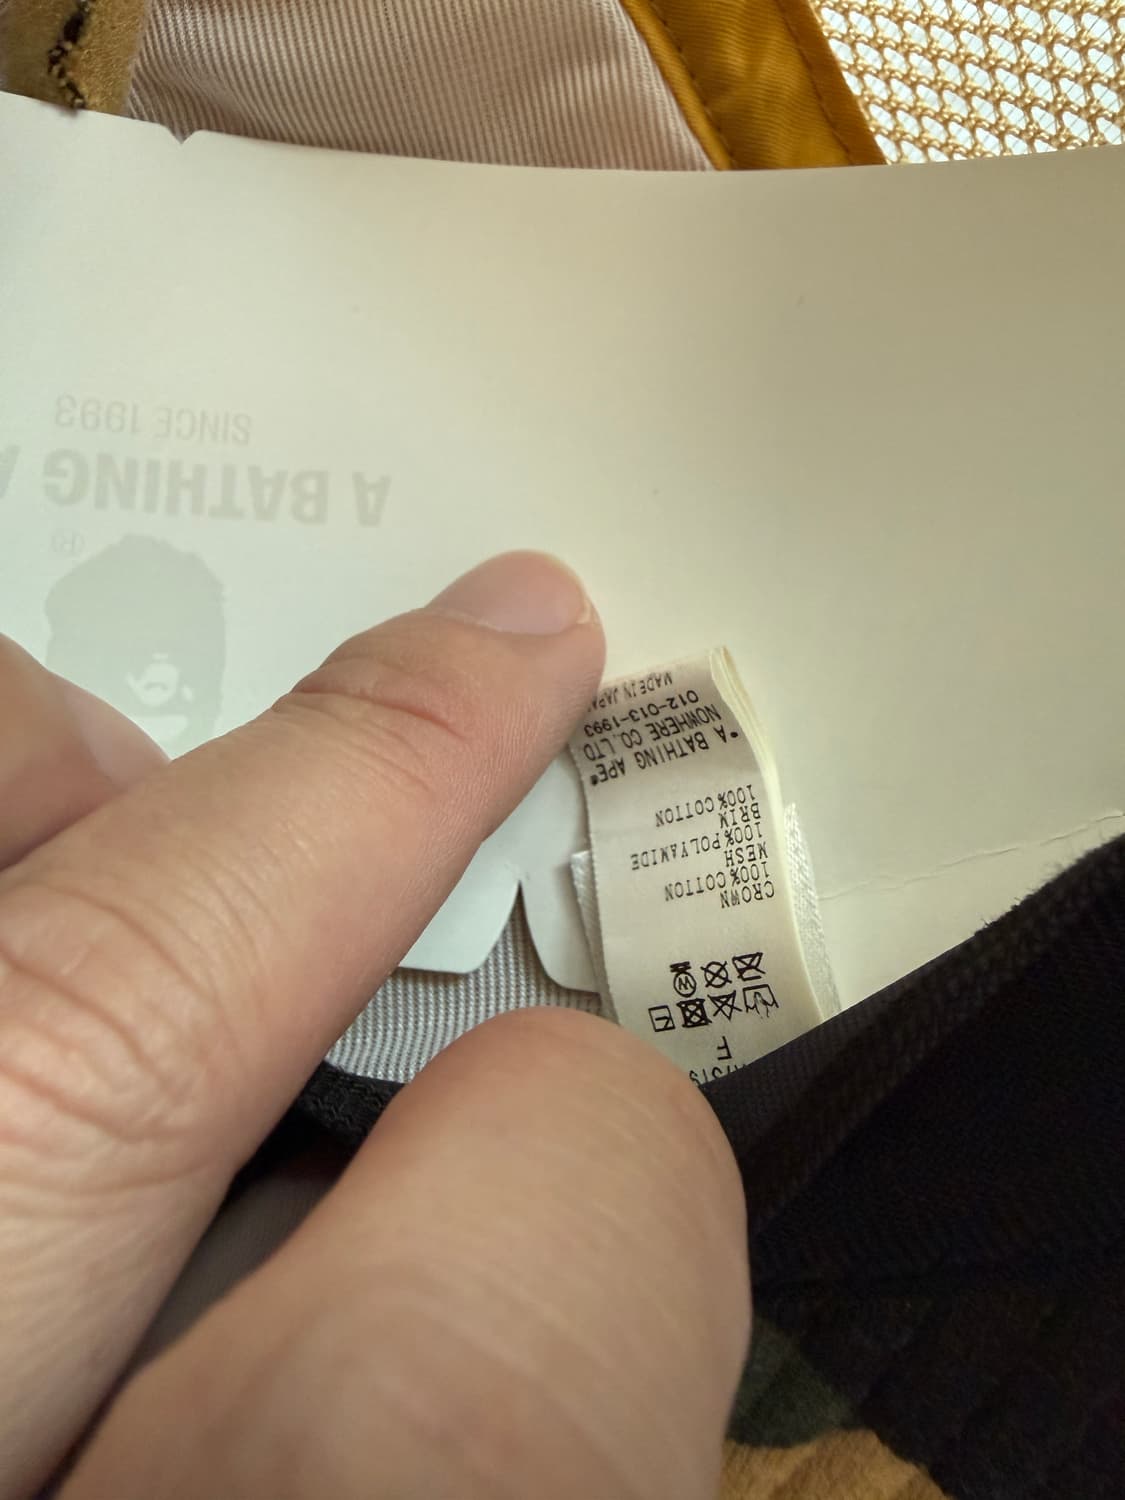 F
F
W
CROWN
100% COTTON
MESH
100% POLYAMIDE
BRIM
100% COTTON
"A BATHING APE"
NOWHERE CO.,LTD
012-013-1993
MADE IN
®
A BATHING A
SINCE 1993